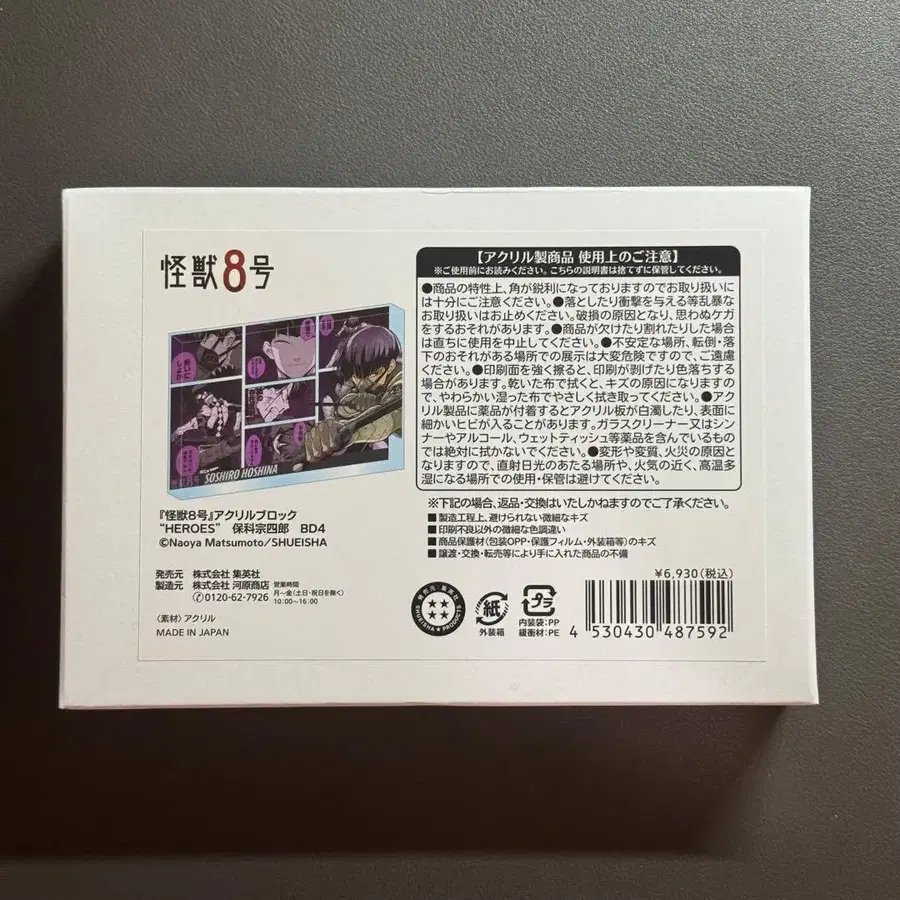 怪獣8号
怪獣8号
SOSHIRO HOSHINA
『怪獣8号』アクリルブロック
“HEROES” 保科宗四郎 BD4
©Naoya Matsumoto/SHUEISHA
発売元 株式会社 集英社
製造元 株式会社 河原商店
0120-62-7926
営業時間
月〜金(土日・祝日を除く)
10:00〜16:00
〈素材〉アクリル
MADE IN JAPAN
【アクリル製商品 使用上のご注意】
※ご使用前にお読みください。こちらの説明書は捨てずに保管してください。
●商品の特性上、角が鋭利になっておりますのでお取り扱いに
は十分にご注意ください。●落としたり衝撃を与える等乱暴な
お取り扱いはお止めください。破損の原因となり、思わぬケガ
をするおそれがあります。●商品が欠けたり割れたりした場合
は直ちに使用を中止してください。●不安定な場所、転倒・落
下のおそれがある場所での展示は大変危険ですので、ご遠慮
ください。●印刷面を強く擦ると、印刷が剥げたり色落ちする
場合があります。乾いた布で拭くと、キズの原因になりますの
で、やわらかい湿った布でやさしく拭き取ってください。●ア
クリル製品に薬品が付着するとアクリル板が白濁したり、表面に
細かいヒビが入ることがあります。ガラスクリーナー又はシン
ナーやアルコール、ウェットティッシュ等薬品を含んでいるもの
では絶対に拭かないでください。●変形や変質、火災の原因と
なりますので、直射日光のあたる場所や、火気の近く、高温多
湿になる場所での使用・保管は避けてください。
※下記の場合、返品・交換はいたしかねますのでご了承ください。
■製造工程上、避けられない微細なキズ
■印刷不良以外の微細な色調違い
■商品保護材(包装OPP・保護フィルム・外装箱等)のキズ
■譲渡・交換・転売等により手に入れた商品の不備
¥6,930(税込)
発売元:集英社
SHUEISHA PRODUCTS
紙
外装箱
プラ
内装袋:PP
緩衝材:PE
4 530430 487592